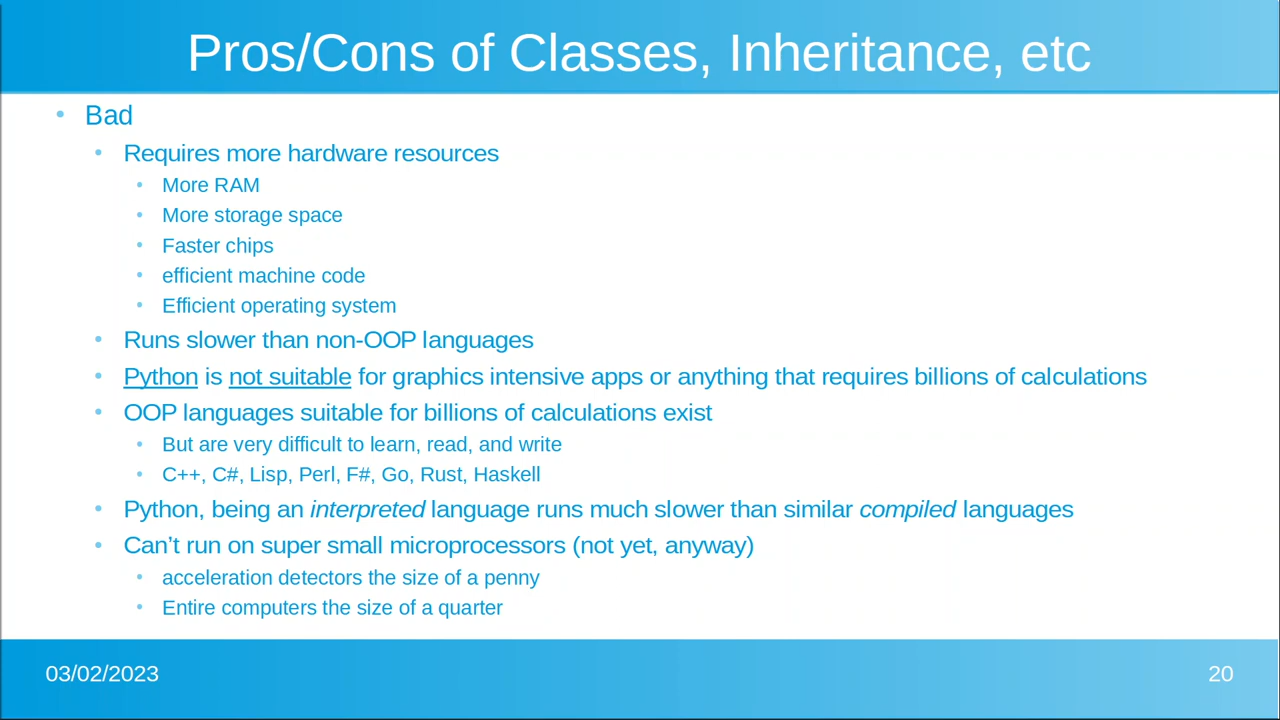 Pros/Cons of Classes, Inheritance, etc
• Bad
• Requires more hardware resources
• More RAM
• More storage space
• Faster chips
• efficient machine code
• Efficient operating system
• Runs slower than non-OOP languages
• Python is not suitable for graphics intensive apps or anything that requires billions of calculations
• OOP languages suitable for billions of calculations exist
• But are very difficult to learn, read, and write
• C++, C#, Lisp, Perl, F#, Go, Rust, Haskell
• Python, being an interpreted language runs much slower than similar compiled languages
• Can’t run on super small microprocessors (not yet, anyway)
• acceleration detectors the size of a penny
• Entire computers the size of a quarter
03/02/2023
20